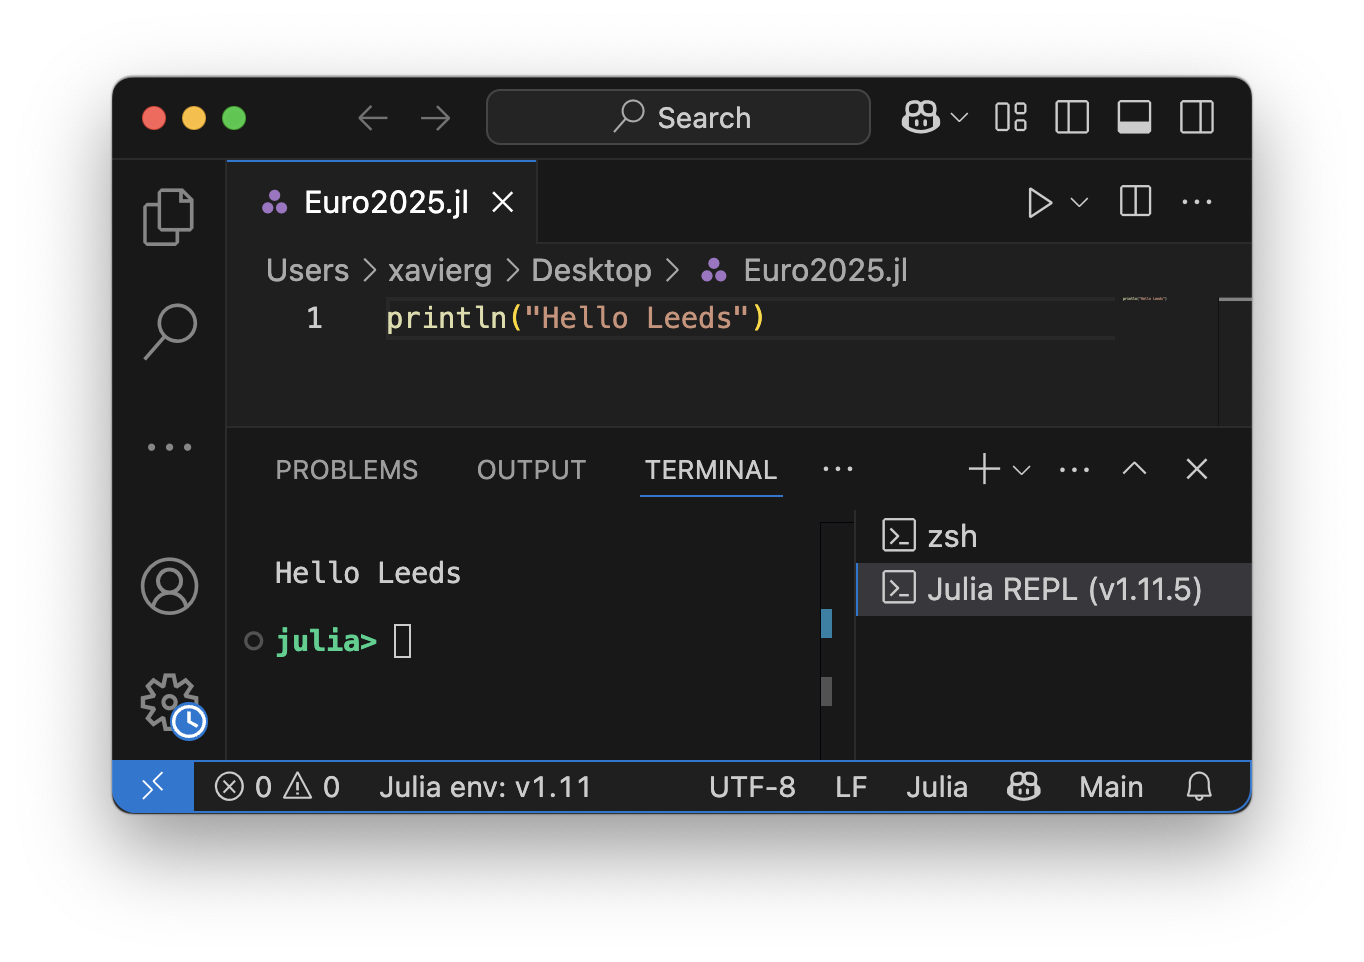 Search
Euro2025.jl
Users > xavierg > Desktop > Euro2025.jl
1 println("Hello Leeds")
PROBLEMS OUTPUT TERMINAL
zsh
Hello Leeds
Julia REPL (v1.11.5)
julia>
0 0 Julia env: v1.11 UTF-8 LF Julia Main